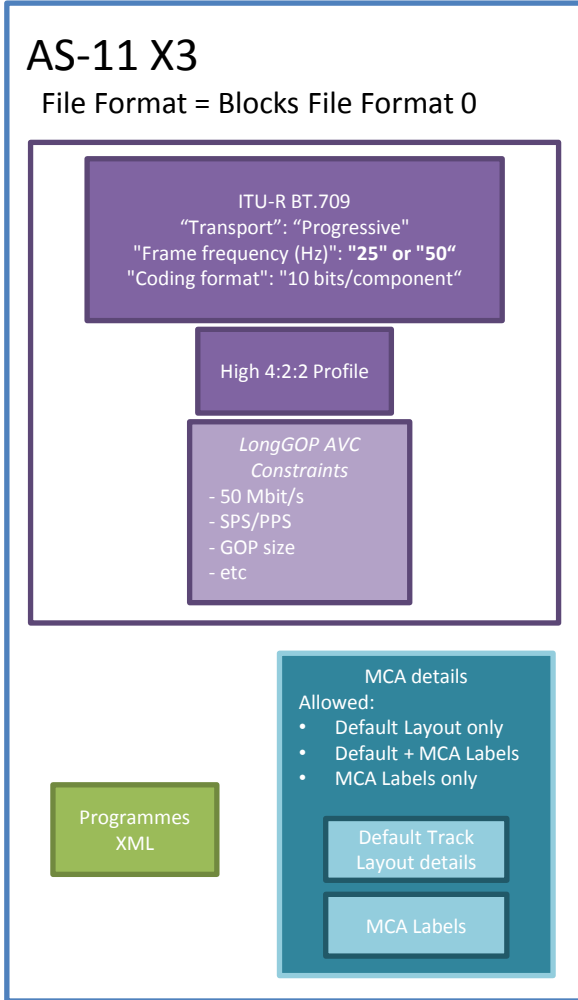 AS-11 X3
File Format = Blocks File Format 0
ITU-R BT.709
“Transport”: “Progressive"
"Frame frequency (Hz)": "25" or "50“
"Coding format": "10 bits/component“
High 4:2:2 Profile
LongGOP AVC
Constraints
- 50 Mbit/s
- SPS/PPS
- GOP size
- etc
MCA details
Allowed:
• Default Layout only
• Default + MCA Labels
• MCA Labels only
Programmes
XML
Default Track
Layout details
MCA Labels